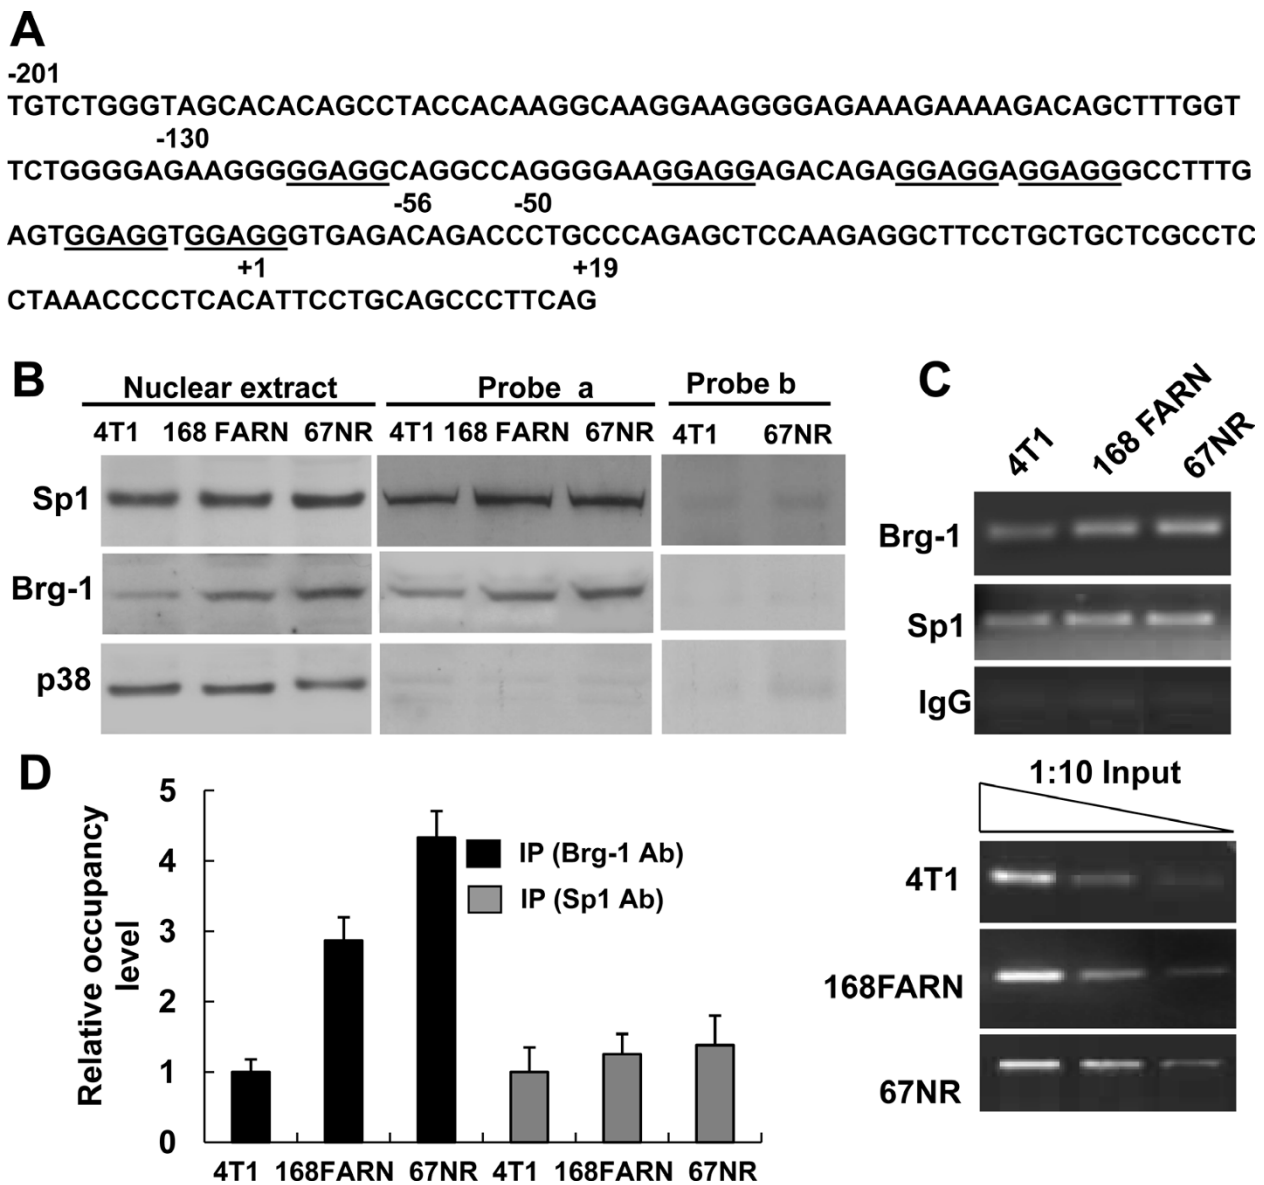 A
-201
TGTCTGGGTAGCACACAGCCTACCACAAGGCAAGGAAGGGGAGAAAGAAAAGACAGCTTTGGT
-130
TCTGGGGAGAAGGGGGGAGGCAGGCCAGGGGAAGGAGGAGACAGAGGAGGAGGAGGGCCTTTG
-56 -50
AGTGGAGGTGGAGGGTGAGACAGACCCTGCCCAGAGCTCCAAGAGGCTTCCTGCTGCTCGCCTC
+1 +19
CTAAACCCCTCACATTCCTGCAGCCCTTCAG
B
Nuclear extract Probe a Probe b
4T1 168 FARN 67NR 4T1 168 FARN 67NR 4T1 67NR
Sp1
Brg-1
p38
C
4T1 168 FARN 67NR
Brg-1
Sp1
IgG
1:10 Input
4T1
168FARN
67NR
D
Relative occupancy
level
5
4
3
2
1
0
IP (Brg-1 Ab)
IP (Sp1 Ab)
4T1 168FARN 67NR 4T1 168FARN 67NR